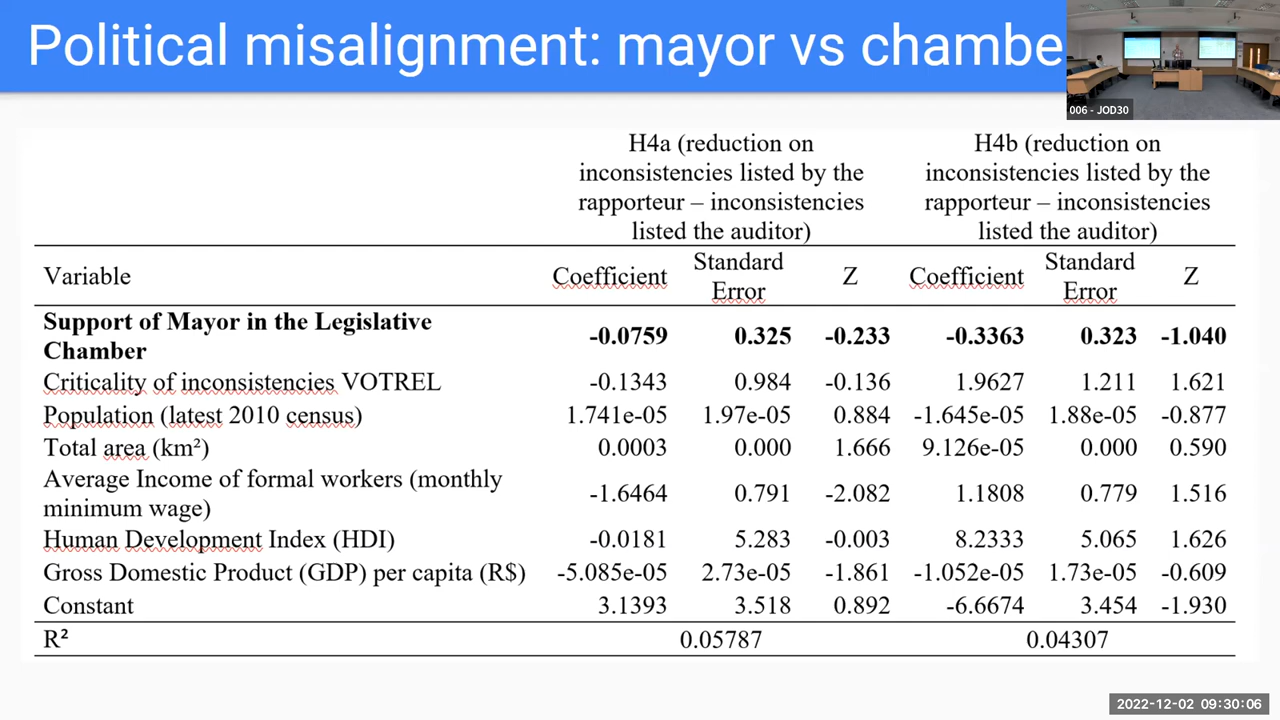 Political misalignment: mayor vs chambe
006 - JOD30
H4a (reduction on
inconsistencies listed by the
rapporteur – inconsistencies
listed the auditor)
H4b (reduction on
inconsistencies listed by the
rapporteur – inconsistencies
listed the auditor)
Variable Coefficient Standard Error Z Coefficient Standard Error Z
Support of Mayor in the Legislative
Chamber -0.0759 0.325 -0.233 -0.3363 0.323 -1.040
Criticality of inconsistencies VOTREL -0.1343 0.984 -0.136 1.9627 1.211 1.621
Population (latest 2010 census) 1.741e-05 1.97e-05 0.884 -1.645e-05 1.88e-05 -0.877
Total area (km²) 0.0003 0.000 1.666 9.126e-05 0.000 0.590
Average Income of formal workers (monthly
minimum wage) -1.6464 0.791 -2.082 1.1808 0.779 1.516
Human Development Index (HDI) -0.0181 5.283 -0.003 8.2333 5.065 1.626
Gross Domestic Product (GDP) per capita (R$) -5.085e-05 2.73e-05 -1.861 -1.052e-05 1.73e-05 -0.609
Constant 3.1393 3.518 0.892 -6.6674 3.454 -1.930
R² 0.05787 0.04307
2022-12-02 09:30:06